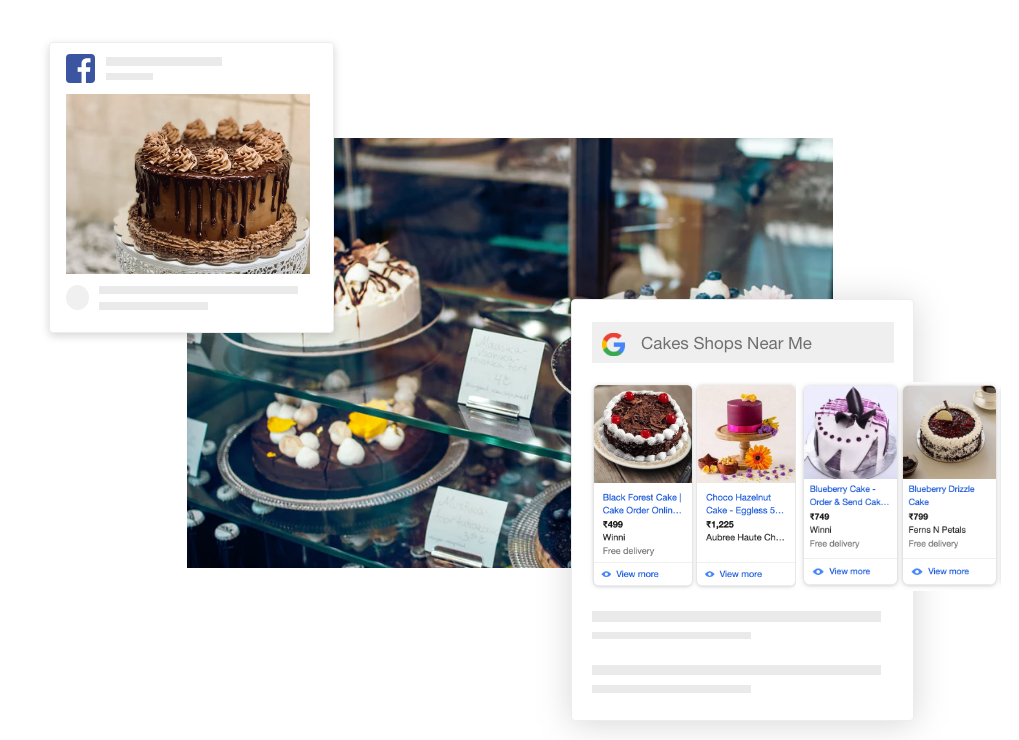 Cakes Shops Near Me
Black Forest Cake |
Cake Order Onlin...
₹499
Winni
Free delivery
View more
Choco Hazelnut
Cake - Eggless 5...
₹1,225
Aubree Haute Ch...
View more
Blueberry Cake -
Order & Send Cak...
₹749
Winni
Free delivery
View more
Blueberry Drizzle
Cake
₹799
Ferns N Petals
Free delivery
View more